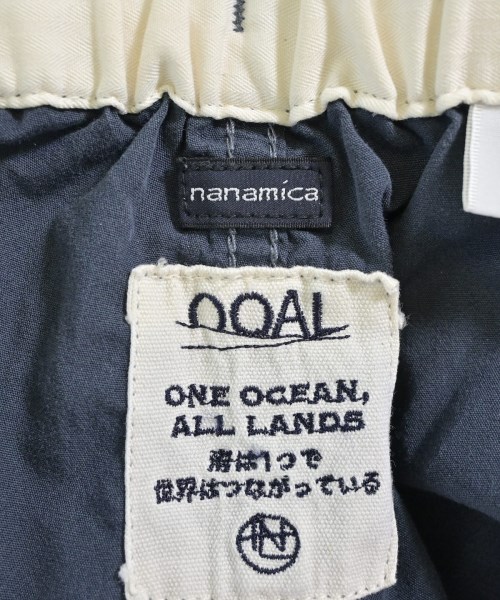 nanamica
OOAL
ONE OCEAN,
ALL LANDS
海は1つで
世界はつながっている